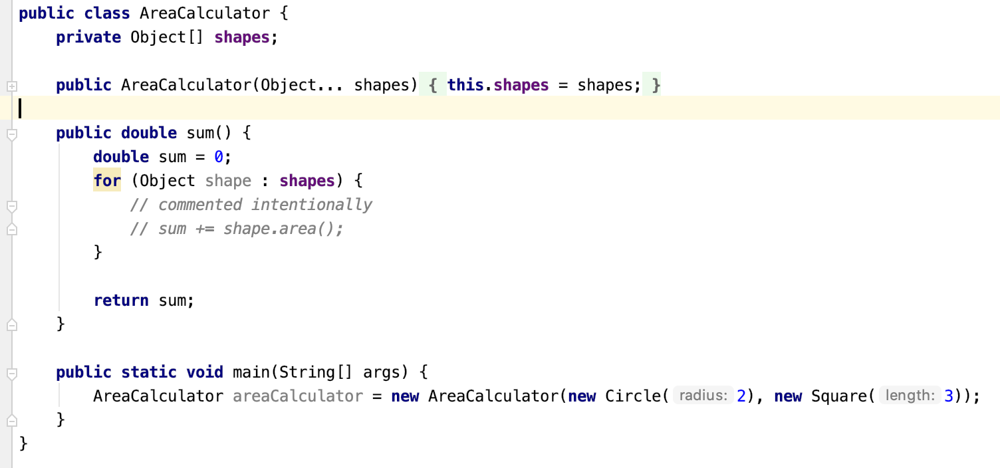 public class AreaCalculator {
    private Object[] shapes;
    public AreaCalculator(Object... shapes) { this.shapes = shapes; }
    public double sum() {
        double sum = 0;
        for (Object shape : shapes) {
            // commented intentionally
            // sum += shape.area();
        }
        return sum;
    }
    public static void main(String[] args) {
        AreaCalculator areaCalculator = new AreaCalculator(new Circle( radius: 2), new Square( length: 3));
    }
}